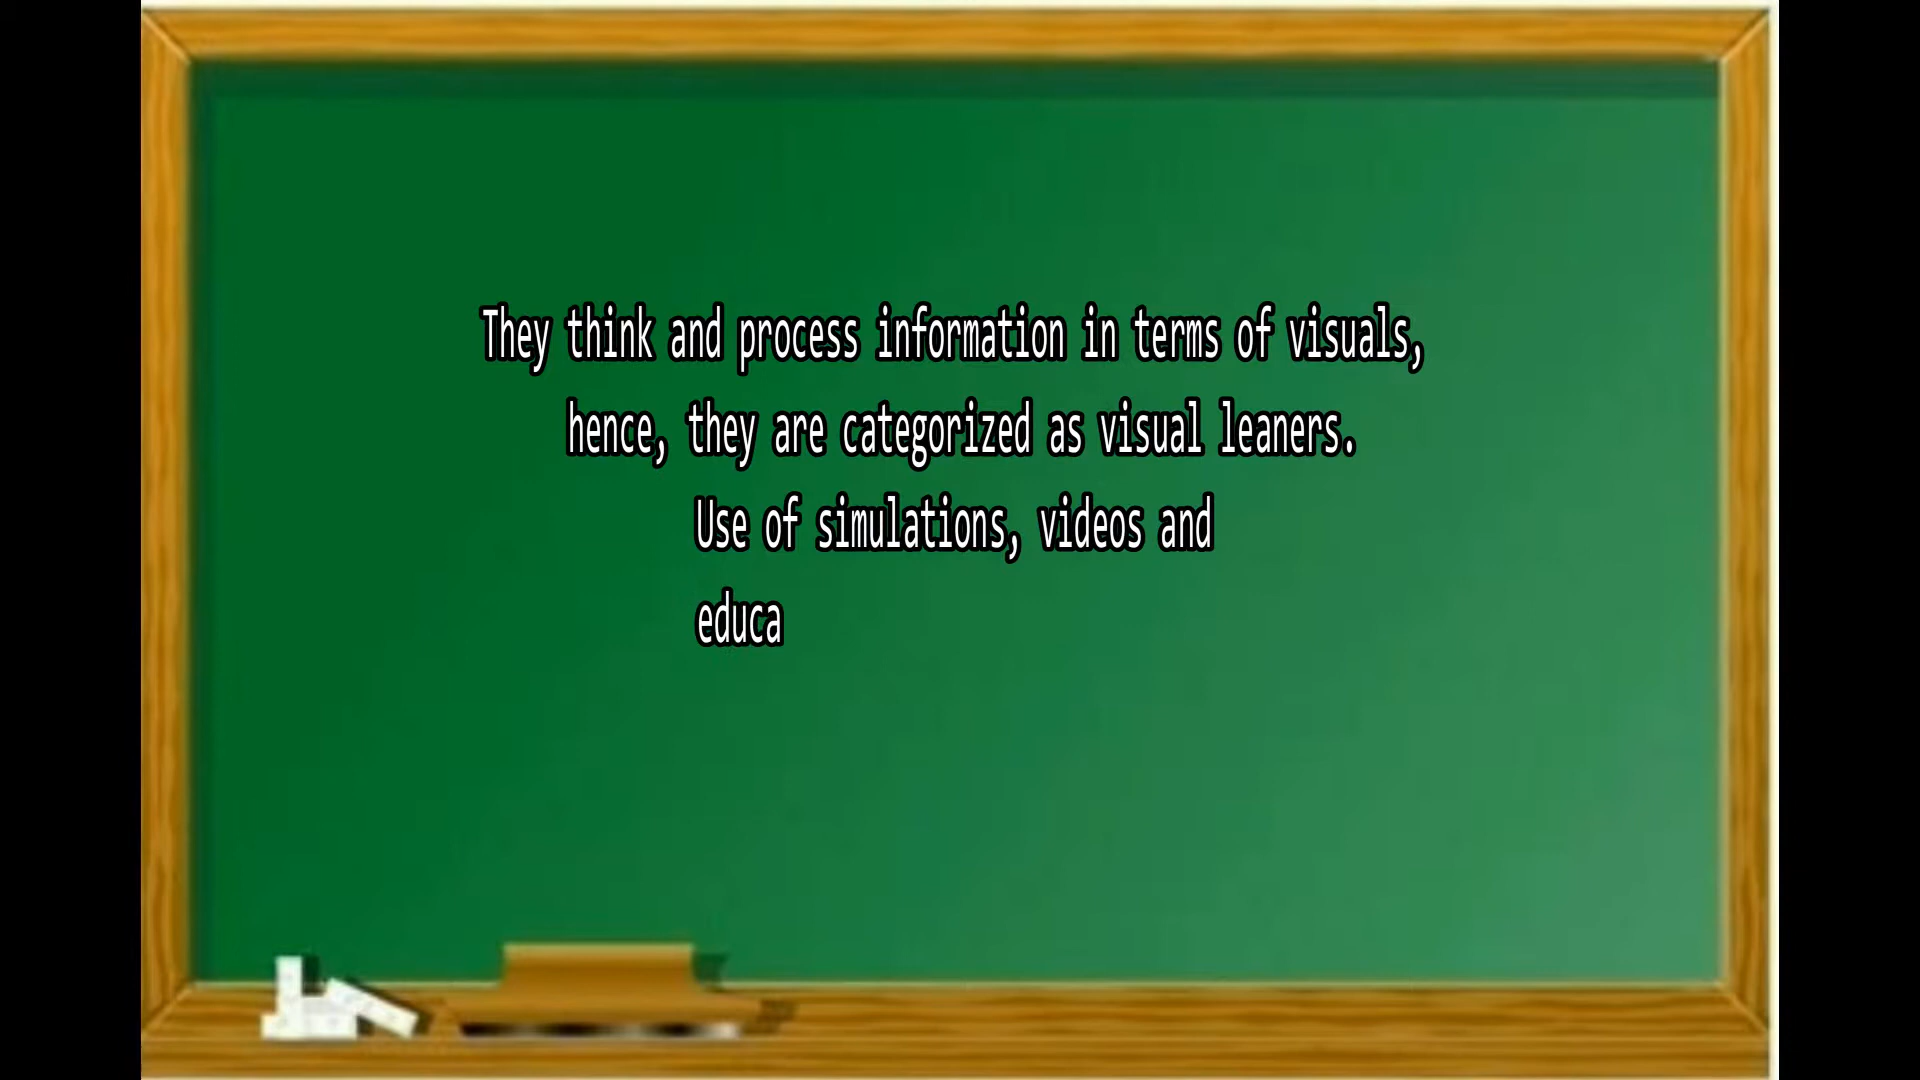 They think and process information in terms of visuals,
hence, they are categorized as visual leaners.
Use of simulations, videos and
educa